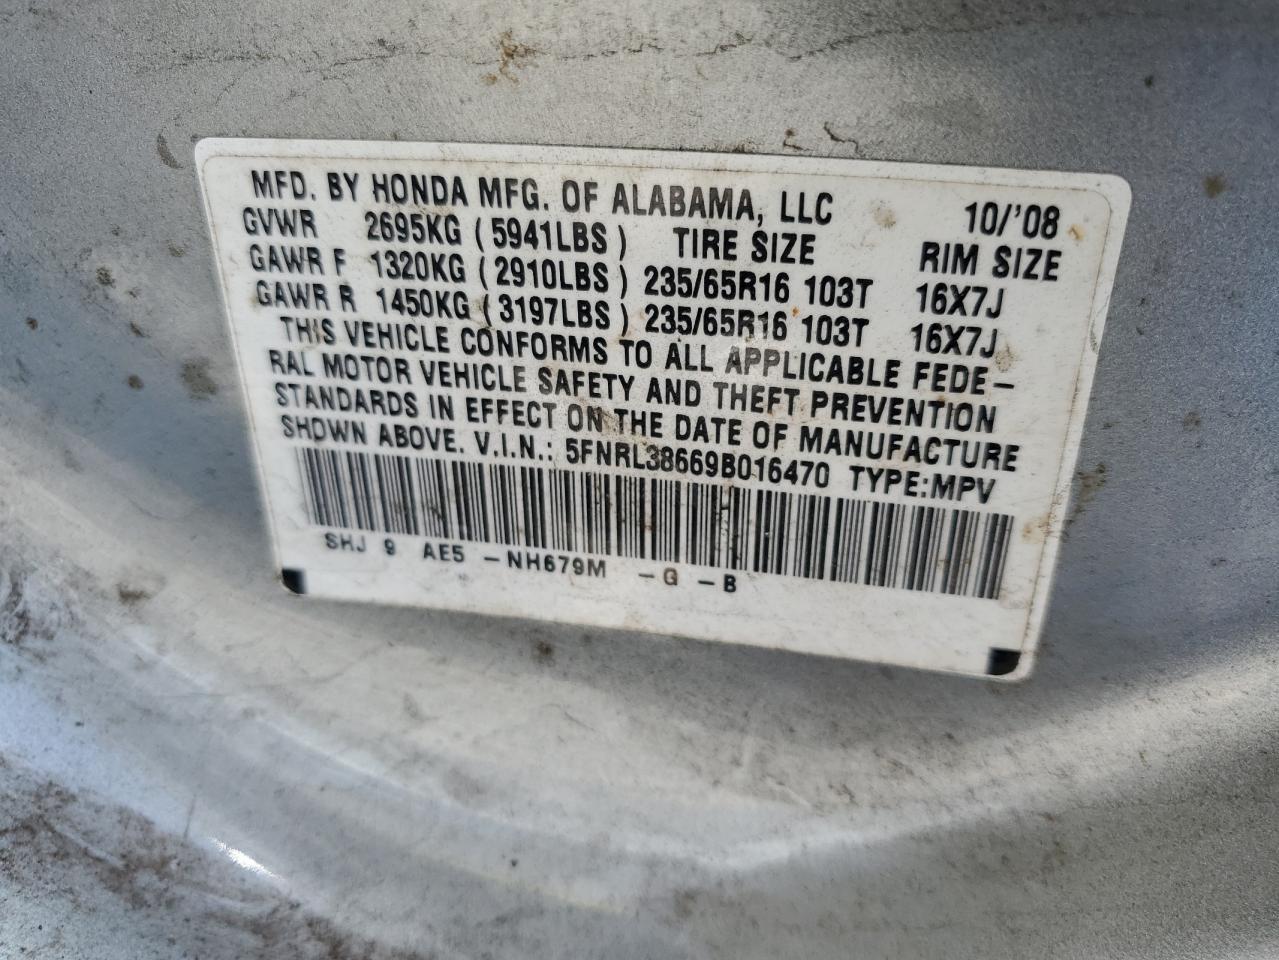 MFD. BY HONDA MFG. OF ALABAMA, LLC 10/'08
GVWR 2695KG (5941LBS) TIRE SIZE RIM SIZE
GAWR F 1320KG (2910LBS) 235/65R16 103T 16X7J
GAWR R 1450KG (3197LBS) 235/65R16 103T 16X7J
THIS VEHICLE CONFORMS TO ALL APPLICABLE FEDE-
RAL MOTOR VEHICLE SAFETY AND THEFT PREVENTION
STANDARDS IN EFFECT ON THE DATE OF MANUFACTURE
SHOWN ABOVE. V.I.N.: 5FNRL38669B016470 TYPE:MPV
SHJ 9 AE5 -NH679M -G -B